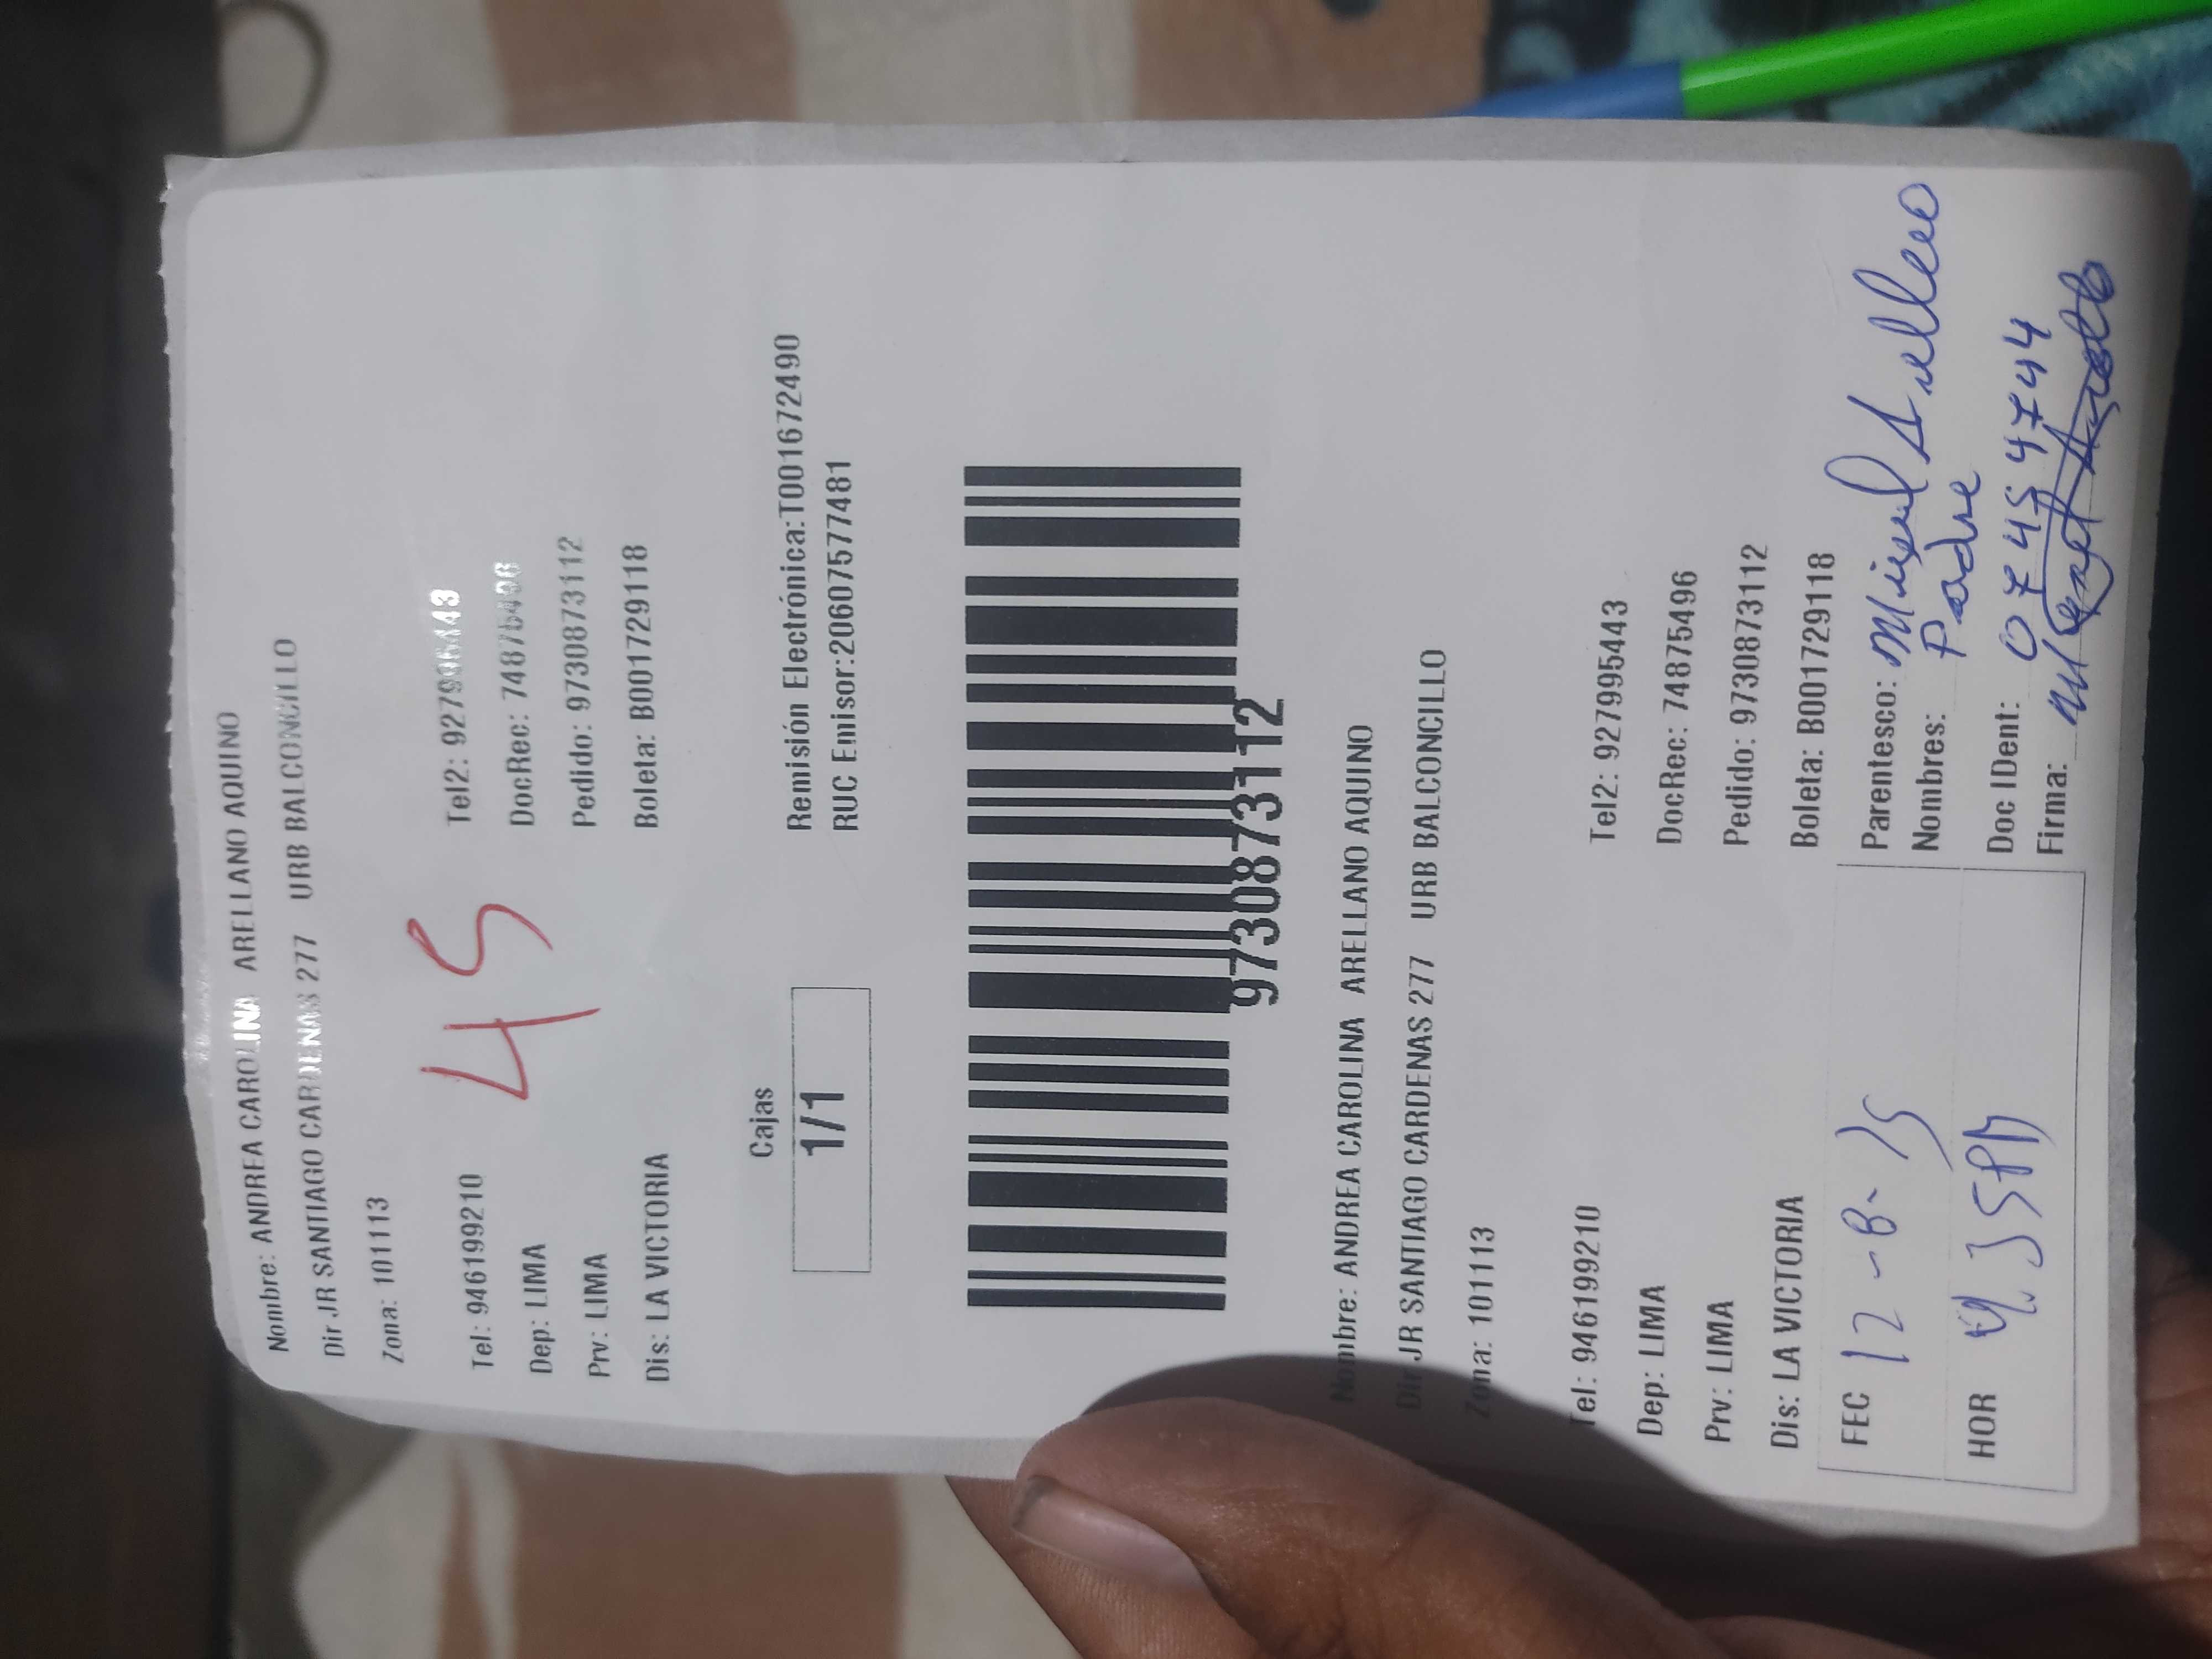 Nombre: ANDREA CAROLINA ARELLANO AQUINO
Dir JR SANTIAGO CARDENAS 277 URB BALCONCILLO
Zona: 101113
45
Tel: 946199210 Tel2: 927995443
Dep: LIMA DocRec: 74875496
Prv: LIMA Pedido: 9730873112
Dis: LA VICTORIA Boleta: B001729118
Cajas
1/1
Remisión Electrónica:T001672490
RUC Emisor:20607577481
9730873112
Nombre: ANDREA CAROLINA ARELLANO AQUINO
Dir JR SANTIAGO CARDENAS 277 URB BALCONCILLO
Zona: 101113
Tel: 946199210 Tel2: 927995443
Dep: LIMA DocRec: 74875496
Prv: LIMA Pedido: 9730873112
Dis: LA VICTORIA Boleta: B001729118
FEC 12-8-25
Parentesco: Miguel Arellano
Nombres: Padre
HOR
Doc IDent: 07454744
Firma: